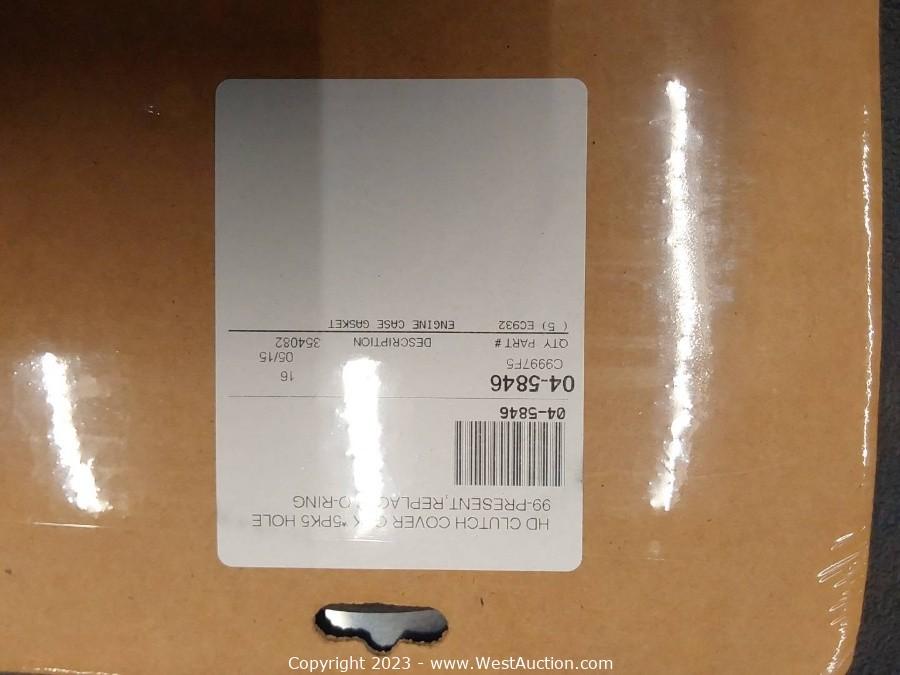 HD CLUTCH COVER *5PK5 HOLE
99-PRESENT,REPLAC O-RING
04-5846
04-5846 16
C9997F5 05/15
QTY PART # DESCRIPTION 354082
( 5) EC932 ENGINE CASE GASKET
Copyright 2023 - www.WestAuction.com